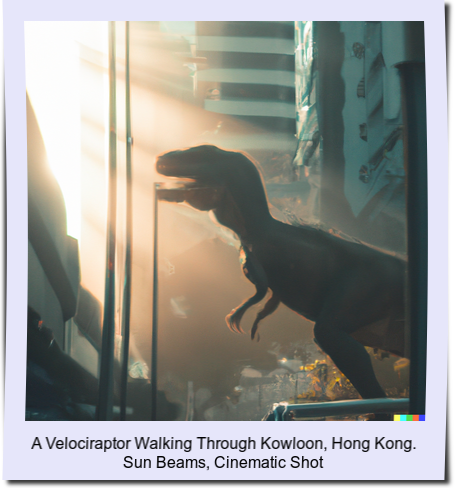 A Velociraptor Walking Through Kowloon, Hong Kong.
Sun Beams, Cinematic Shot